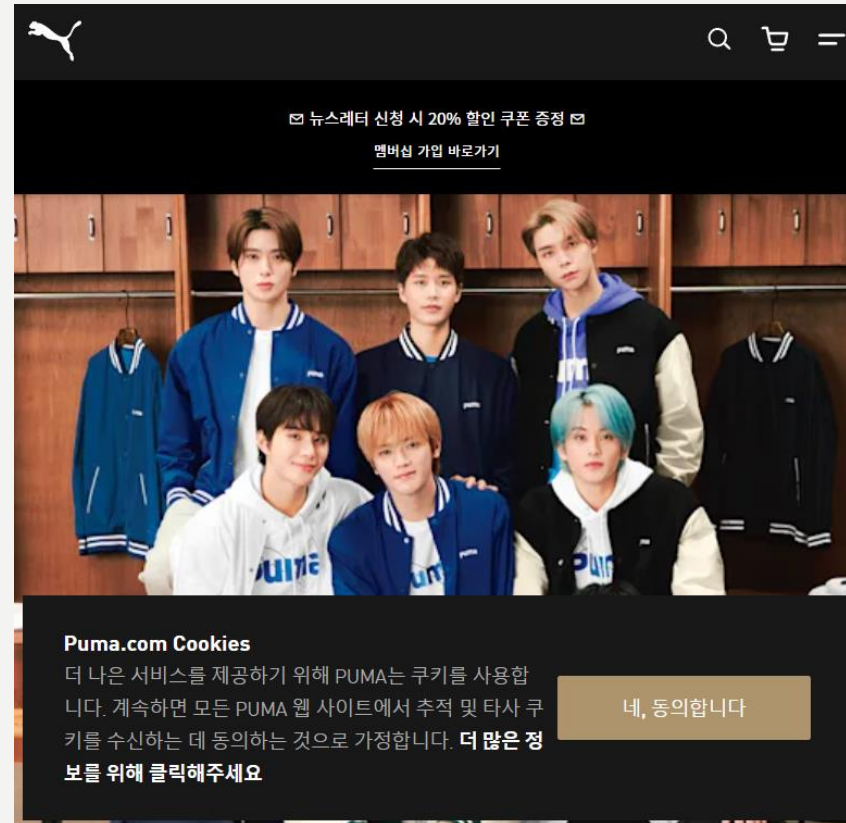 ✉ 뉴스레터 신청 시 20% 할인 쿠폰 증정 ✉
멤버십 가입 바로가기
Puma.com Cookies
더 나은 서비스를 제공하기 위해 PUMA는 쿠키를 사용합
니다. 계속하면 모든 PUMA 웹 사이트에서 추적 및 타사 쿠
키를 수신하는 데 동의하는 것으로 가정합니다. 더 많은 정
보를 위해 클릭해주세요
네, 동의합니다